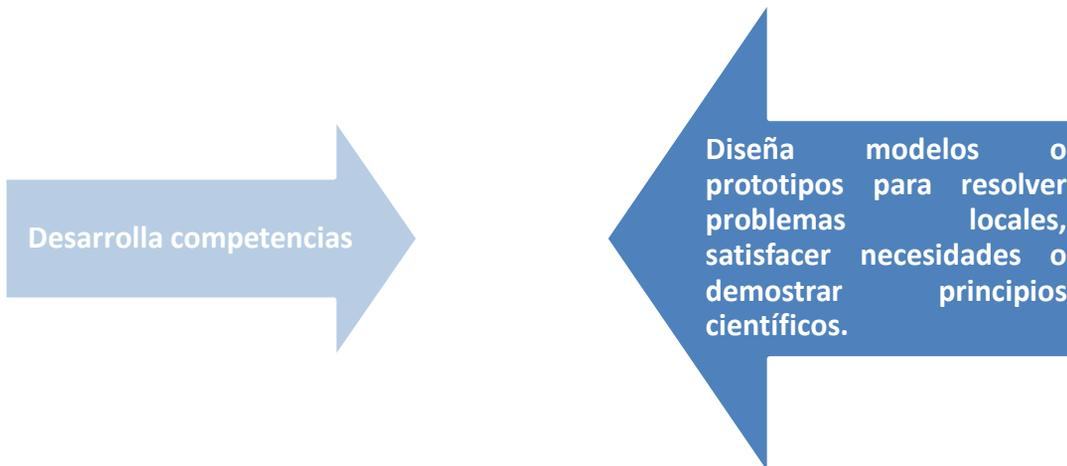 Desarrolla competencias
Diseña modelos o
prototipos para resolver
problemas locales,
satisfacer necesidades o
demostrar principios
científicos.